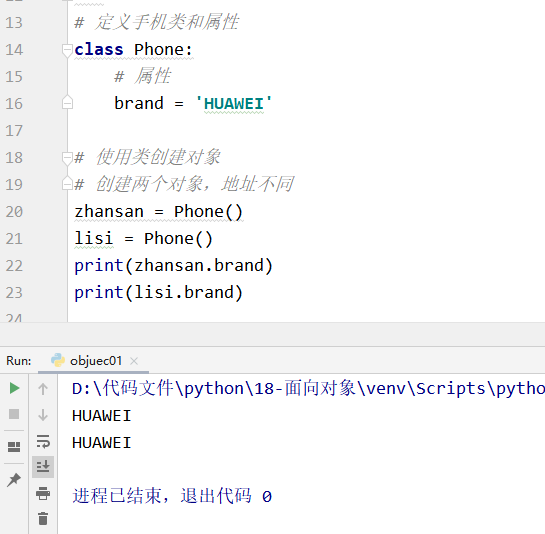 13 # 定义手机类和属性
14 class Phone:
15 # 属性
16 brand = 'HUAWEI'
17
18 # 使用类创建对象
19 # 创建两个对象，地址不同
20 zhansan = Phone()
21 lisi = Phone()
22 print(zhansan.brand)
23 print(lisi.brand)
24
Run: objuec01
D:\代码文件\python\18-面向对象\venv\Scripts\pytho
HUAWEI
HUAWEI
进程已结束，退出代码 0